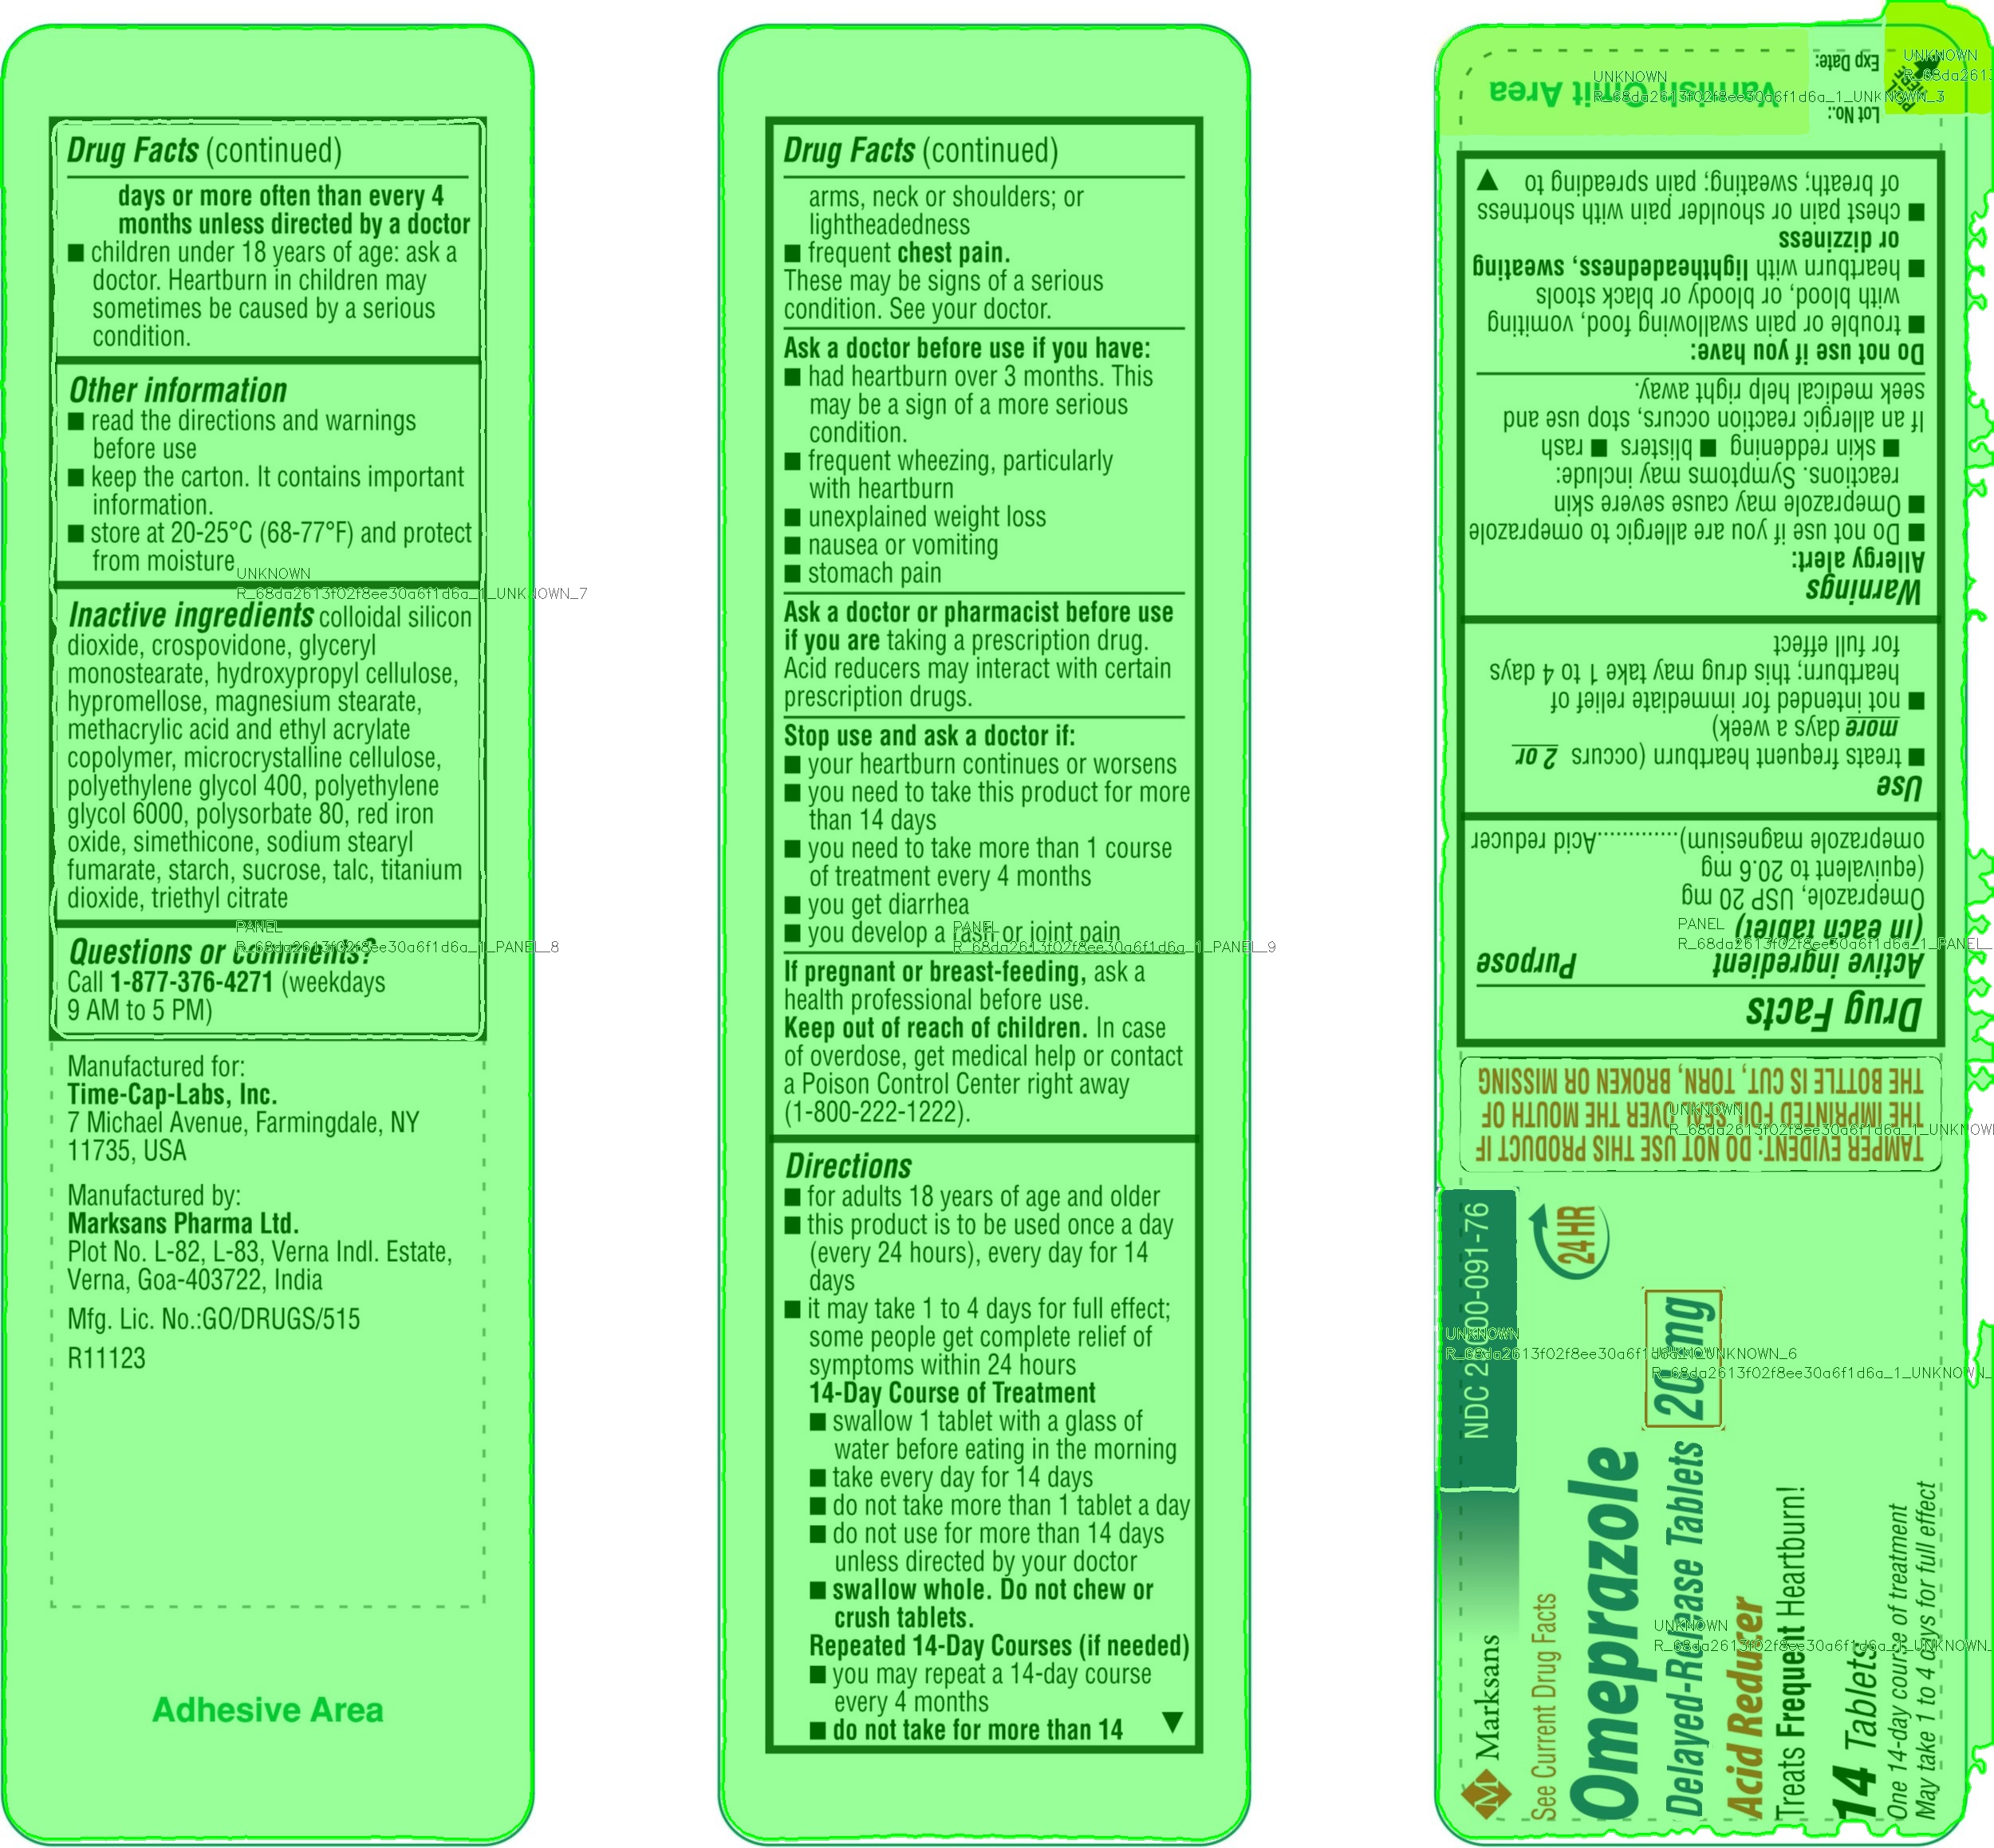 Drug Facts (continued)
days or more often than every 4
months unless directed by a doctor
■ children under 18 years of age: ask a
doctor. Heartburn in children may
sometimes be caused by a serious
condition.
Other information
■ read the directions and warnings
before use
■ keep the carton. It contains important
information.
■ store at 20-25°C (68-77°F) and protect
from moisture
UNKNOWN
R_68da2613f02f8ee30a6f1d6a_1_UNKNOWN_7
Inactive ingredients colloidal silicon
dioxide, crospovidone, glyceryl
monostearate, hydroxypropyl cellulose,
hypromellose, magnesium stearate,
methacrylic acid and ethyl acrylate
copolymer, microcrystalline cellulose,
polyethylene glycol 400, polyethylene
glycol 6000, polysorbate 80, red iron
oxide, simethicone, sodium stearyl
fumarate, starch, sucrose, talc, titanium
dioxide, triethyl citrate
PANEL
R_68da2613f02f8ee30a6f1d6a_1_PANEL_8
Questions or comments?
Call 1-877-376-4271 (weekdays
9 AM to 5 PM)
Manufactured for:
Time-Cap-Labs, Inc.
7 Michael Avenue, Farmingdale, NY
11735, USA
Manufactured by:
Marksans Pharma Ltd.
Plot No. L-82, L-83, Verna Indl. Estate,
Verna, Goa-403722, India
Mfg. Lic. No.:GO/DRUGS/515
R11123
Adhesive Area
Drug Facts (continued)
arms, neck or shoulders; or
lightheadedness
■ frequent chest pain.
These may be signs of a serious
condition. See your doctor.
Ask a doctor before use if you have:
■ had heartburn over 3 months. This
may be a sign of a more serious
condition.
■ frequent wheezing, particularly
with heartburn
■ unexplained weight loss
■ nausea or vomiting
■ stomach pain
Ask a doctor or pharmacist before use
if you are taking a prescription drug.
Acid reducers may interact with certain
prescription drugs.
Stop use and ask a doctor if:
■ your heartburn continues or worsens
■ you need to take this product for more
than 14 days
■ you need to take more than 1 course
of treatment every 4 months
■ you get diarrhea
■ you develop a rash or joint pain
PANEL
R_68da2613f02f8ee30a6f1d6a_1_PANEL_9
If pregnant or breast-feeding, ask a
health professional before use.
Keep out of reach of children. In case
of overdose, get medical help or contact
a Poison Control Center right away
(1-800-222-1222).
Directions
■ for adults 18 years of age and older
■ this product is to be used once a day
(every 24 hours), every day for 14
days
■ it may take 1 to 4 days for full effect;
some people get complete relief of
symptoms within 24 hours
14-Day Course of Treatment
■ swallow 1 tablet with a glass of
water before eating in the morning
■ take every day for 14 days
■ do not take more than 1 tablet a day
■ do not use for more than 14 days
unless directed by your doctor
■ swallow whole. Do not chew or
crush tablets.
Repeated 14-Day Courses (if needed)
■ you may repeat a 14-day course
every 4 months
■ do not take for more than 14 ▼
Drug Facts
Active ingredient Purpose
(in each tablet)
Omeprazole, USP 20 mg
(equivalent to 20.6 mg
omeprazole magnesium).............Acid reducer
PANEL
Use
■ treats frequent heartburn (occurs 2 or
more days a week)
■ not intended for immediate relief of
heartburn; this drug may take 1 to 4 days
for full effect
Warnings
Allergy alert:
■ Do not use if you are allergic to omeprazole
■ Omeprazole may cause severe skin
reactions. Symptoms may include:
■ skin reddening ■ blisters ■ rash
If an allergic reaction occurs, stop use and
seek medical help right away.
Do not use if you have:
■ trouble or pain swallowing food, vomiting
with blood, or bloody or black stools
■ heartburn with lightheadedness, sweating
or dizziness
■ chest pain or shoulder pain with shortness
of breath; sweating; pain spreading to ▼
Lot No.:
Exp Date:
Varnish Omit Area
UNKNOWN
R_68da2613f02f8ee30a6f1d6a_1_UNKNOWN_3
UNKNOWN
PEEL HERE
TAMPER EVIDENT: DO NOT USE THIS PRODUCT IF
THE IMPRINTED FOIL SEAL OVER THE MOUTH OF
THE BOTTLE IS CUT, TORN, BROKEN OR MISSING
UNKNOWN
Marksans
UNKNOWN
R_68da2613f02f8ee30a6f1d6a_1_UNKNOWN_6
See Current Drug Facts
24 HR
Omeprazole
Delayed-Release Tablets 20 mg
Acid Reducer
Treats Frequent Heartburn!
14 Tablets
One 14-day course of treatment
May take 1 to 4 days for full effect
UNKNOWN